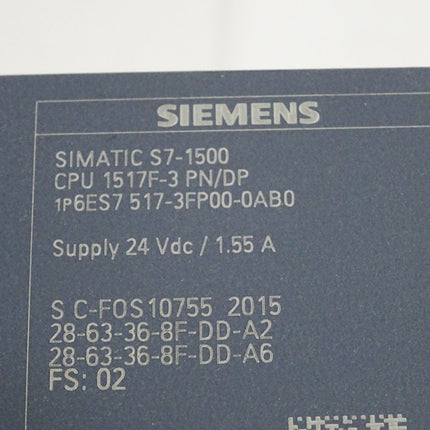 SIEMENS
SIMATIC S7-1500
CPU 1517F-3 PN/DP
1P6ES7 517-3FP00-0AB0
Supply 24 Vdc / 1.55 A
S C-F0S10755 2015
28-63-36-8F-DD-A2
28-63-36-8F-DD-A6
FS: 02